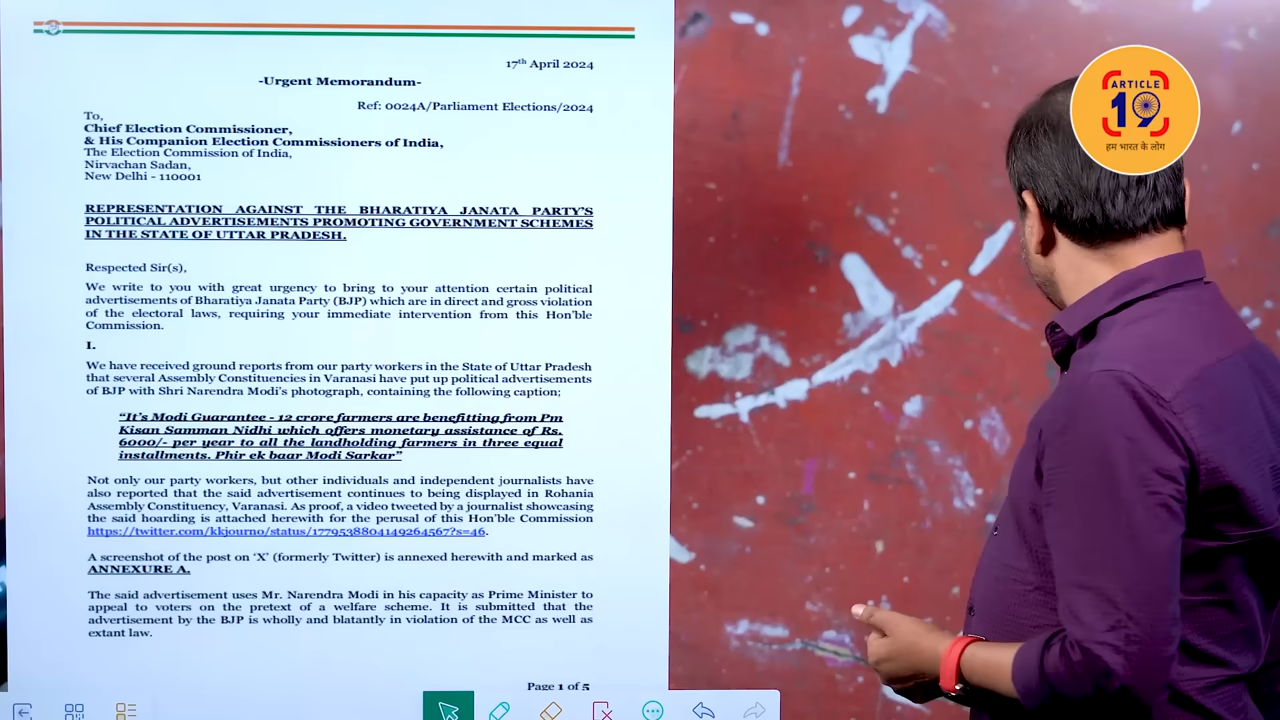 17th April 2024
-Urgent Memorandum-
Ref: 0024A/Parliament Elections/2024
To,
Chief Election Commissioner,
& His Companion Election Commissioners of India,
The Election Commission of India,
Nirvachan Sadan,
New Delhi - 110001
REPRESENTATION AGAINST THE BHARATIYA JANATA PARTY'S
POLITICAL ADVERTISEMENTS PROMOTING GOVERNMENT SCHEMES
IN THE STATE OF UTTAR PRADESH.
Respected Sir(s),
We write to you with great urgency to bring to your attention certain political
advertisements of Bharatiya Janata Party (BJP) which are in direct and gross violation
of the electoral laws, requiring your immediate intervention from this Hon'ble
Commission.
I.
We have received ground reports from our party workers in the State of Uttar Pradesh
that several Assembly Constituencies in Varanasi have put up political advertisements
of BJP with Shri Narendra Modi's photograph, containing the following caption;
"It's Modi Guarantee - 12 crore farmers are benefitting from Pm
Kisan Samman Nidhi which offers monetary assistance of Rs.
6000/- per year to all the landholding farmers in three equal
installments. Phir ek baar Modi Sarkar"
Not only our party workers, but other individuals and independent journalists have
also reported that the said advertisement continues to being displayed in Rohania
Assembly Constituency, Varanasi. As proof, a video tweeted by a journalist showcasing
the said hoarding is attached herewith for the perusal of this Hon'ble Commission
https://twitter.com/kkjourno/status/1779538804149264567?s=46.
A screenshot of the post on 'X' (formerly Twitter) is annexed herewith and marked as
ANNEXURE A.
The said advertisement uses Mr. Narendra Modi in his capacity as Prime Minister to
appeal to voters on the pretext of a welfare scheme. It is submitted that the
advertisement by the BJP is wholly and blatantly in violation of the MCC as well as
extant law.
Page 1 of 5
ARTICLE
19
हम भारत के लोग